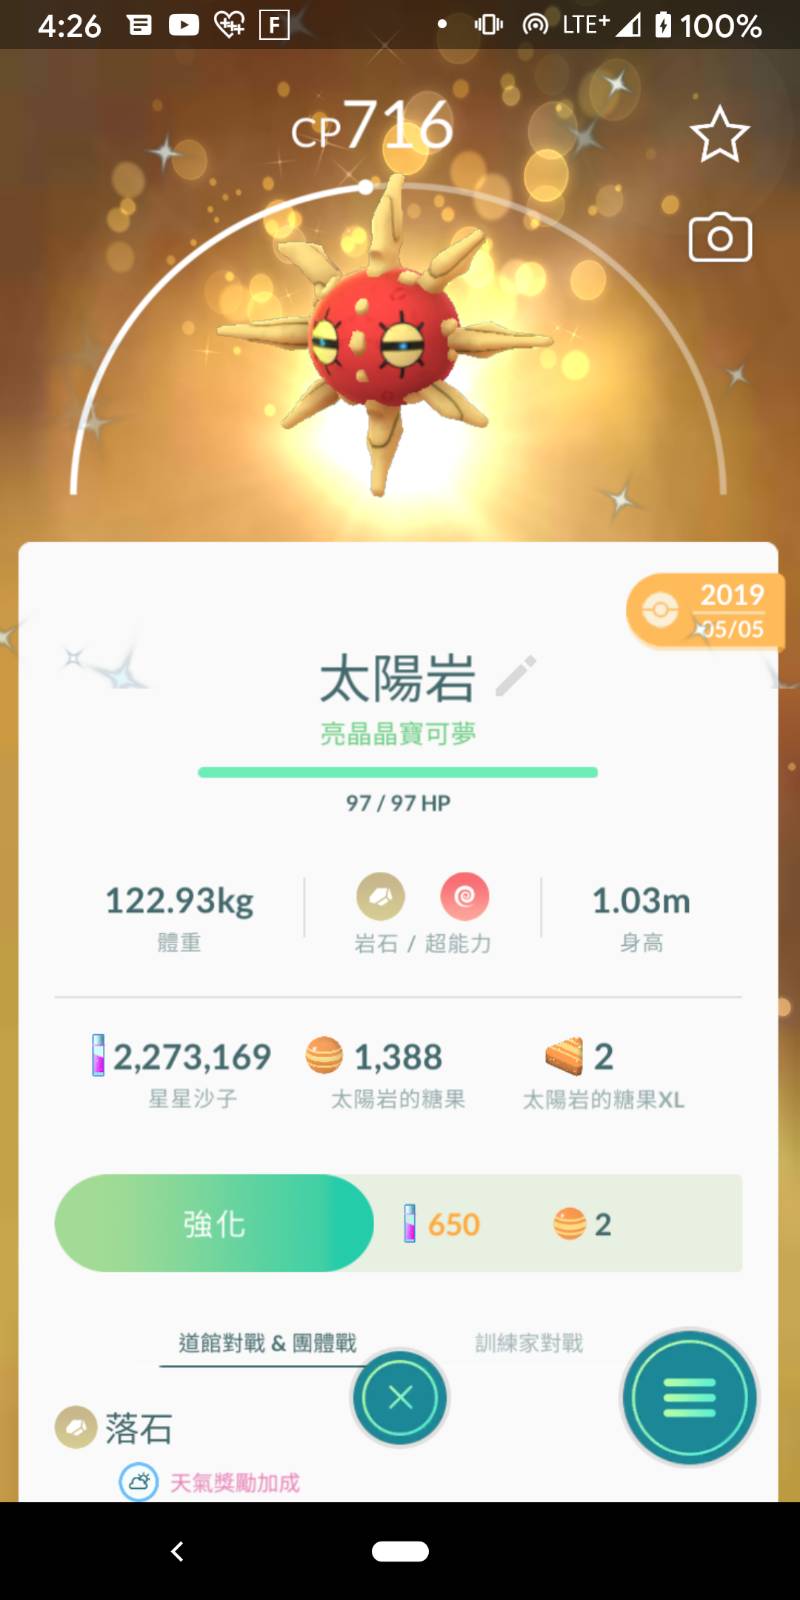 4:26 F LTE+ 100%
CP716
2019
05/05
太陽岩
亮晶晶寶可夢
97 / 97 HP
122.93kg 1.03m
體重 岩石 / 超能力 身高
2,273,169 1,388 2
星星沙子 太陽岩的糖果 太陽岩的糖果XL
強化 650 2
道館對戰 & 團體戰 訓練家對戰
落石
天氣獎勵加成